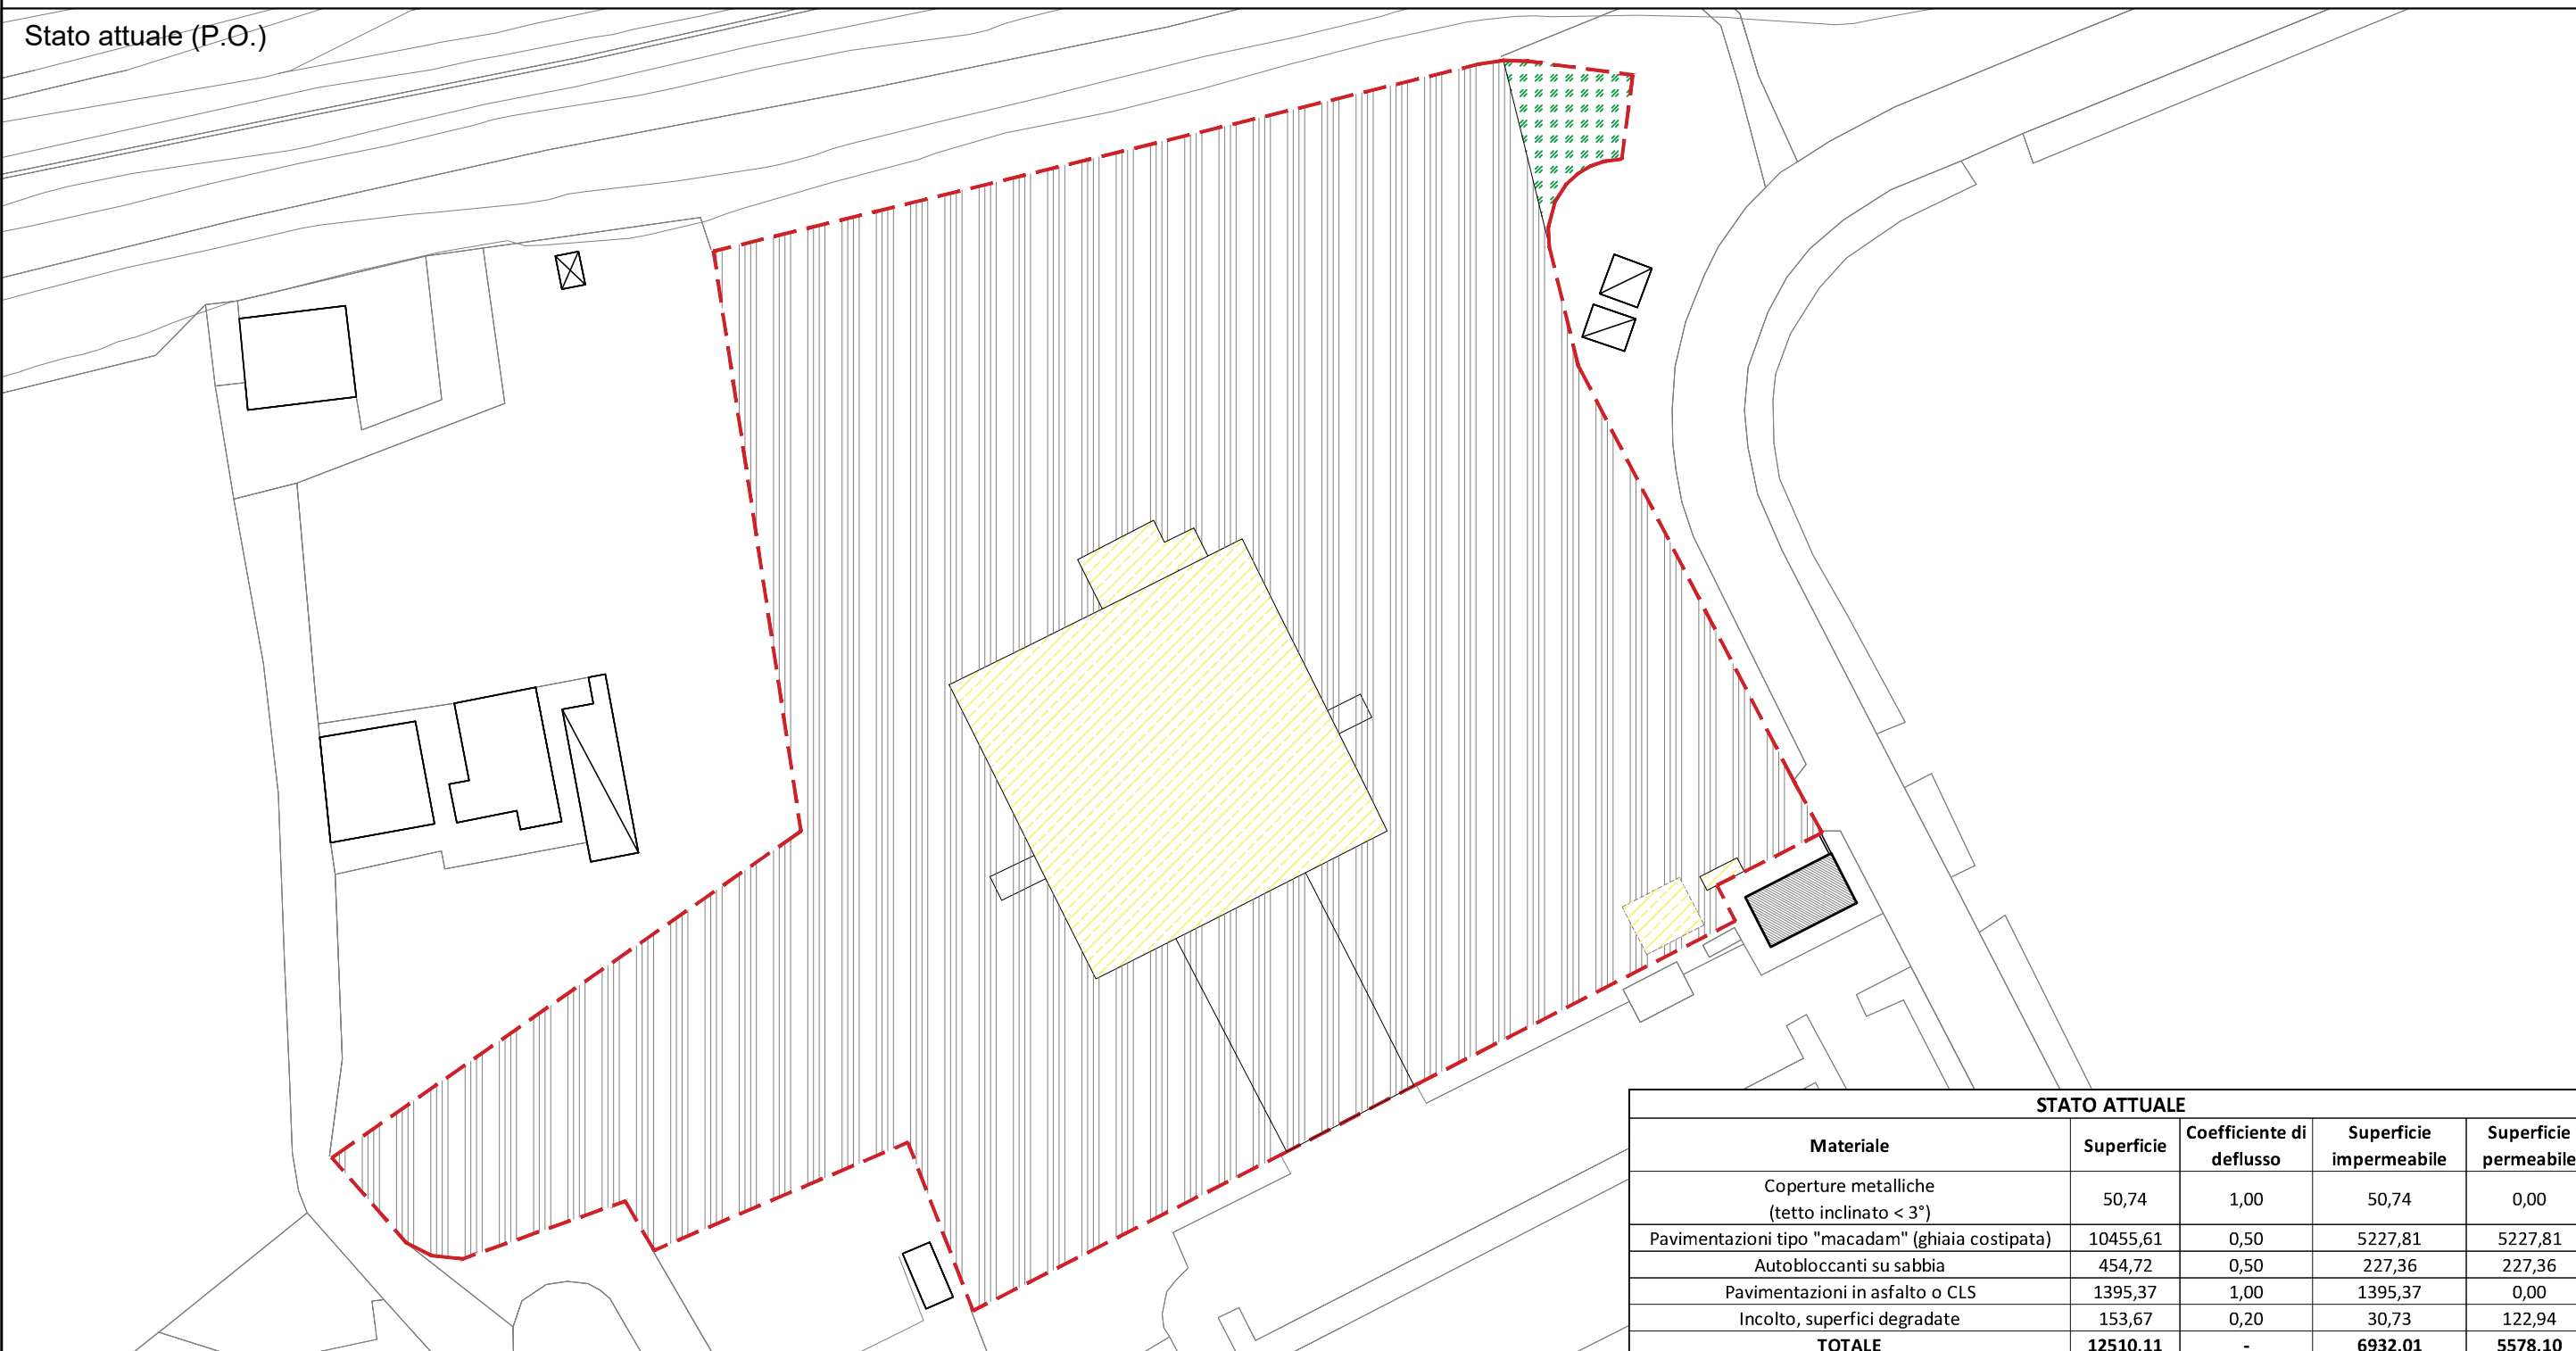 Stato attuale (P.O.)
STATO ATTUALE
Materiale Superficie Coefficiente di deflusso Superficie impermeabile Superficie permeabile
Coperture metalliche
(tetto inclinato < 3°) 50,74 1,00 50,74 0,00
Pavimentazioni tipo "macadam" (ghiaia costipata) 10455,61 0,50 5227,81 5227,81
Autobloccanti su sabbia 454,72 0,50 227,36 227,36
Pavimentazioni in asfalto o CLS 1395,37 1,00 1395,37 0,00
Incolto, superfici degradate 153,67 0,20 30,73 122,94
TOTALE 12510,11 - 6932,01 5578,10